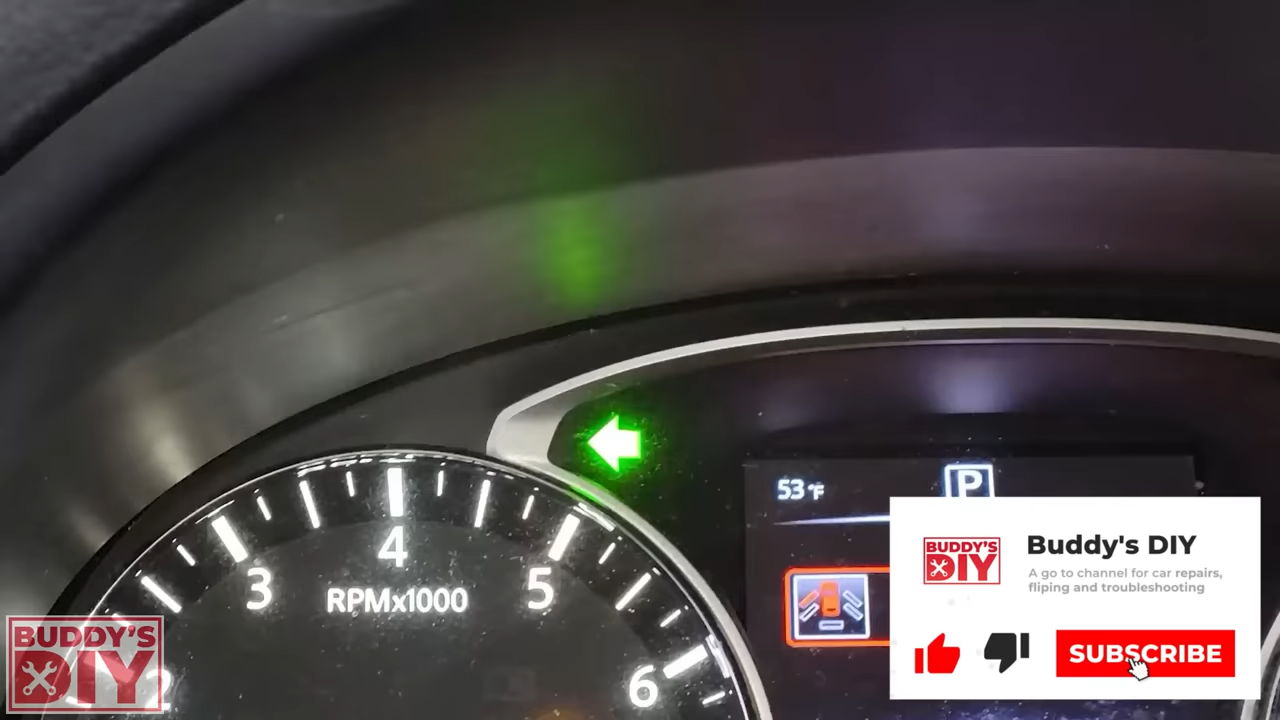 53°F
P
4
3
5
RPMx1000
6
2
BUDDY'S
DIY
BUDDY'S
DIY
Buddy's DIY
A go to channel for car repairs,
fliping and troubleshooting
SUBSCRIBE